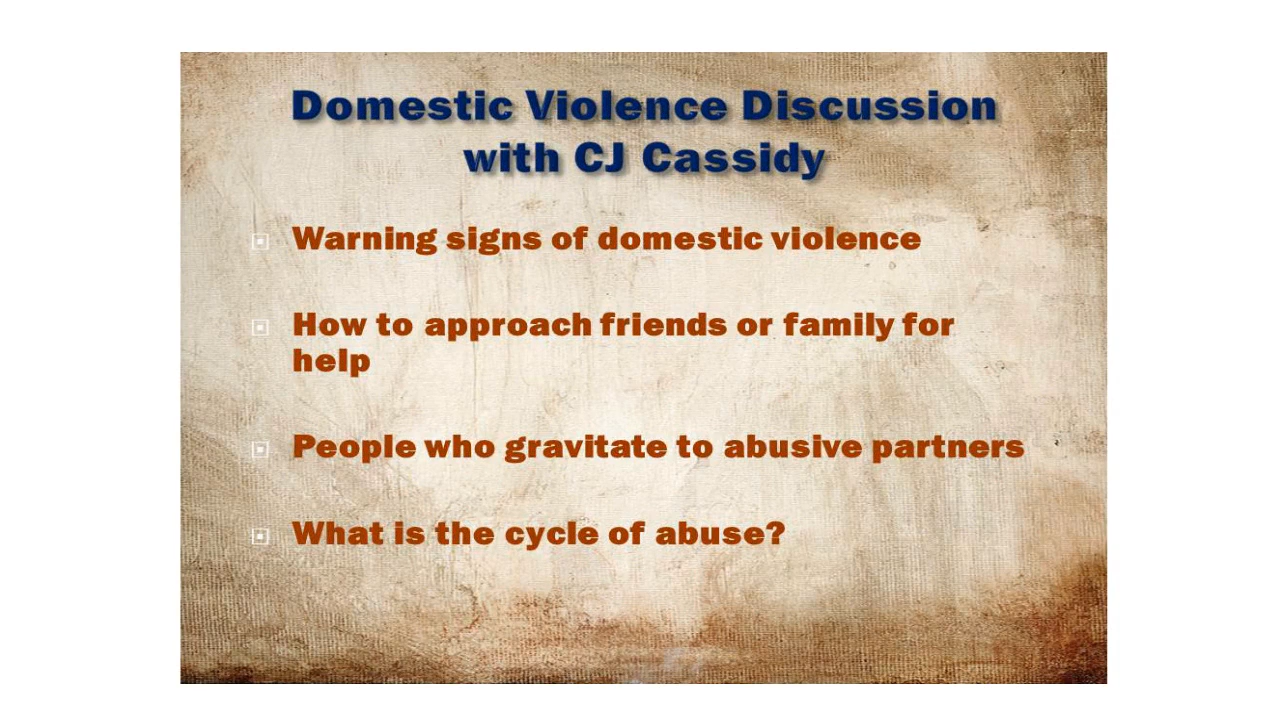 Domestic Violence Discussion
with CJ Cassidy
Warning signs of domestic violence
How to approach friends or family for
help
People who gravitate to abusive partners
What is the cycle of abuse?